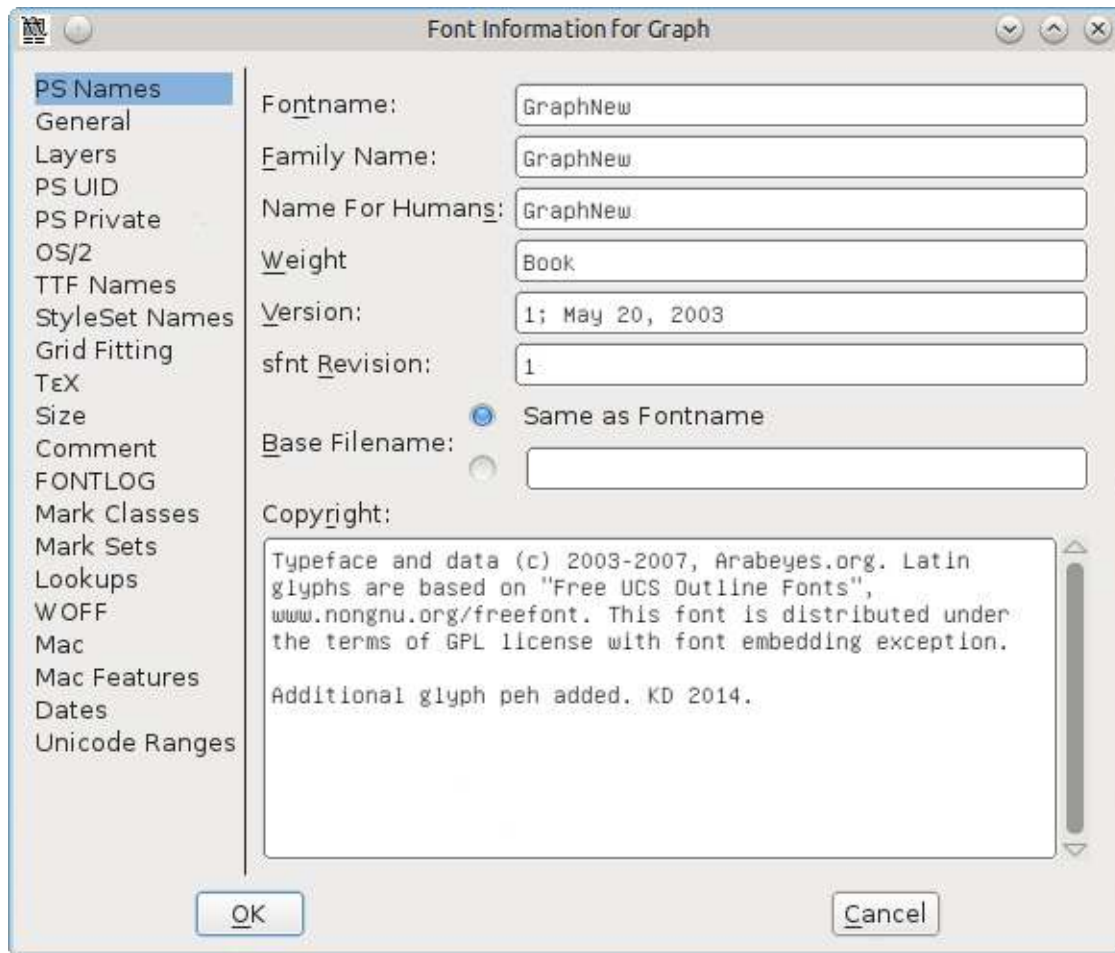 Font Information for Graph
PS Names
General
Layers
PS UID
PS Private
OS/2
TTF Names
StyleSet Names
Grid Fitting
TεX
Size
Comment
FONTLOG
Mark Classes
Mark Sets
Lookups
WOFF
Mac
Mac Features
Dates
Unicode Ranges
Fontname: GraphNew
Family Name: GraphNew
Name For Humans: GraphNew
Weight Book
Version: 1; May 20, 2003
sfnt Revision: 1
Same as Fontname
Base Filename:
Copyright:
Typeface and data (c) 2003-2007, Arabeyes.org. Latin
glyphs are based on "Free UCS Outline Fonts",
www.nongnu.org/freefont. This font is distributed under
the terms of GPL license with font embedding exception.
Additional glyph peh added. KD 2014.
OK Cancel